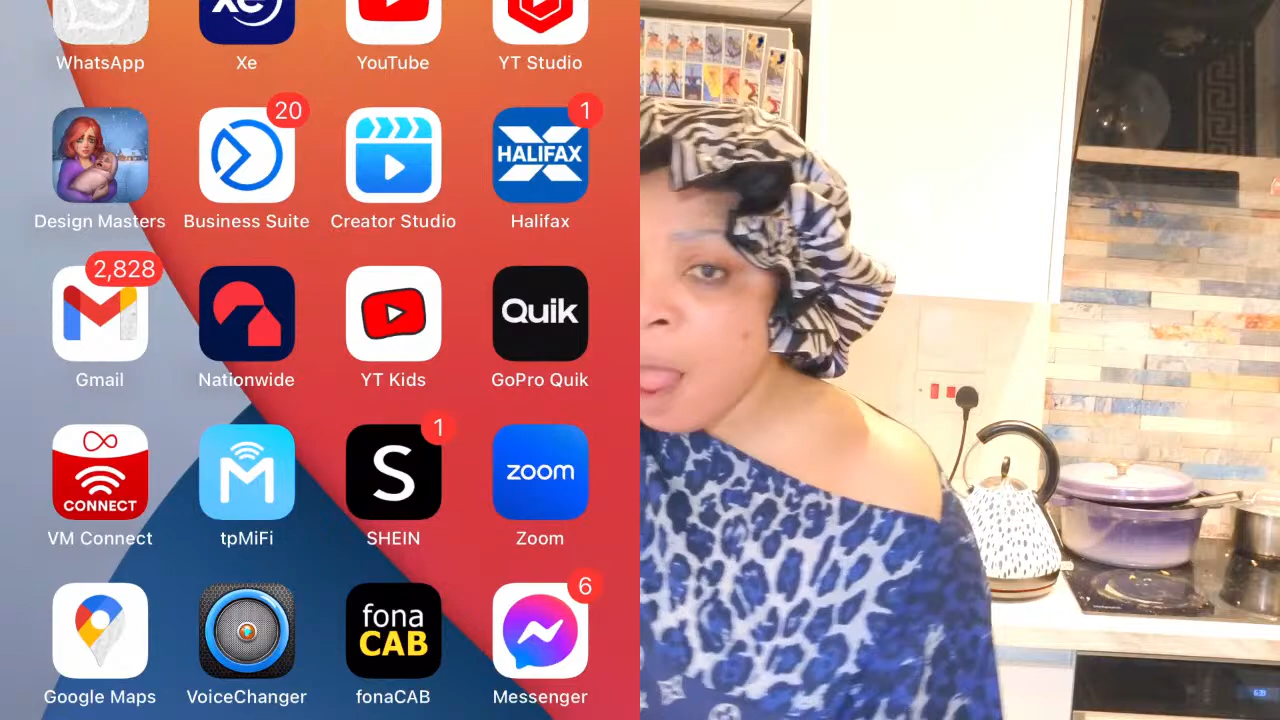 WhatsApp Xe YouTube YT Studio
20 1
HALIFAX
Design Masters Business Suite Creator Studio Halifax
2,828
Quik
Gmail Nationwide YT Kids GoPro Quik
1
S zoom
CONNECT
VM Connect tpMiFi SHEIN Zoom
6
fona
CAB
Google Maps VoiceChanger fonaCAB Messenger